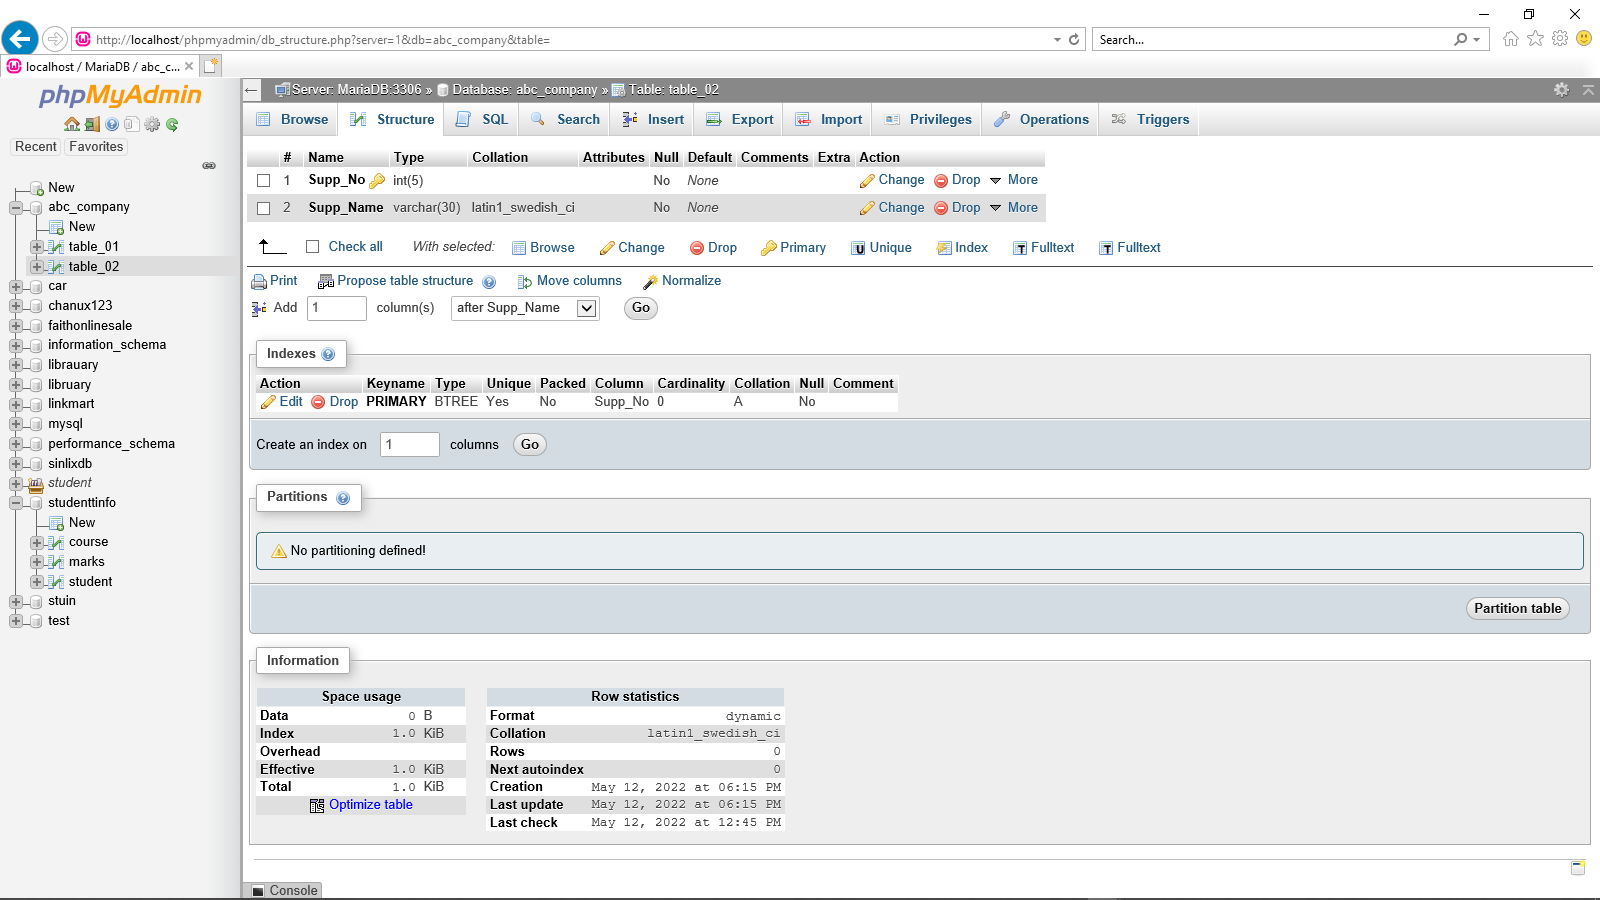 http://localhost/phpmyadmin/db_structure.php?server=1&db=abc_company&table=
Search...
localhost / MariaDB / abc_c...
phpMyAdmin
Recent Favorites
New
abc_company
New
table_01
table_02
car
chanux123
faithonlinesale
information_schema
librauary
libruary
linkmart
mysql
performance_schema
sinlixdb
student
studenttinfo
New
course
marks
student
stuin
test
Server: MariaDB:3306 » Database: abc_company » Table: table_02
Browse Structure SQL Search Insert Export Import Privileges Operations Triggers
# Name Type Collation Attributes Null Default Comments Extra Action
1 Supp_No int(5) No None Change Drop More
2 Supp_Name varchar(30) latin1_swedish_ci No None Change Drop More
Check all With selected: Browse Change Drop Primary Unique Index Fulltext Fulltext
Print Propose table structure Move columns Normalize
Add 1 column(s) after Supp_Name Go
Indexes
Action Keyname Type Unique Packed Column Cardinality Collation Null Comment
Edit Drop PRIMARY BTREE Yes No Supp_No 0 A No
Create an index on 1 columns Go
Partitions
No partitioning defined!
Partition table
Information
Space usage
Data 0 B
Index 1.0 KiB
Overhead
Effective 1.0 KiB
Total 1.0 KiB
Optimize table
Row statistics
Format dynamic
Collation latin1_swedish_ci
Rows 0
Next autoindex 0
Creation May 12, 2022 at 06:15 PM
Last update May 12, 2022 at 06:15 PM
Last check May 12, 2022 at 12:45 PM
Console